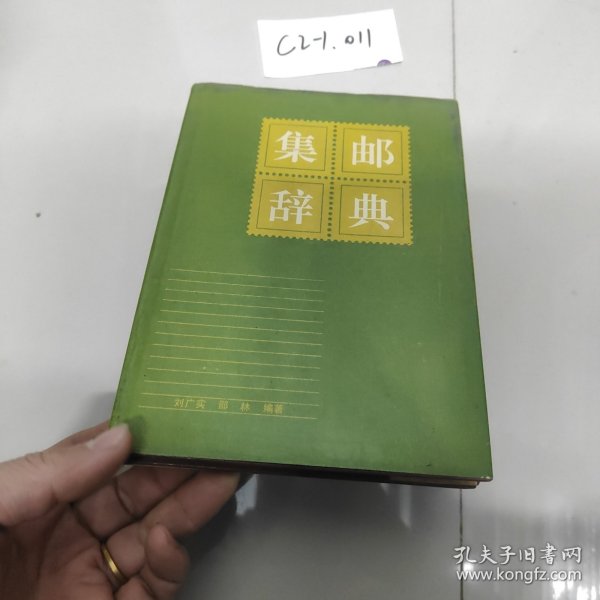 C2-1.011
集邮
辞典
刘广实 邵林 编著
孔夫子旧书网
www.kongfz.com